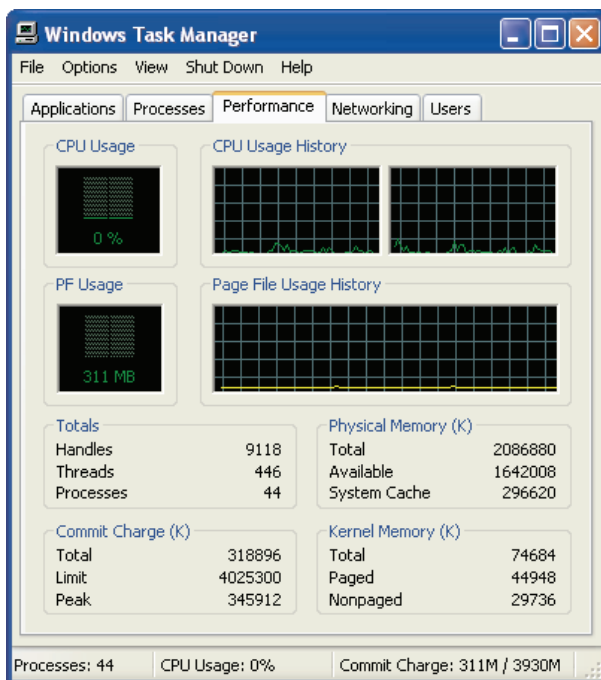 Windows Task Manager
File Options View Shut Down Help
Applications Processes Performance Networking Users
CPU Usage
CPU Usage History
0 %
PF Usage
Page File Usage History
311 MB
Totals
Handles 9118
Threads 446
Processes 44
Physical Memory (K)
Total 2086880
Available 1642008
System Cache 296620
Commit Charge (K)
Total 318896
Limit 4025300
Peak 345912
Kernel Memory (K)
Total 74684
Paged 44948
Nonpaged 29736
Processes: 44 CPU Usage: 0% Commit Charge: 311M / 3930M